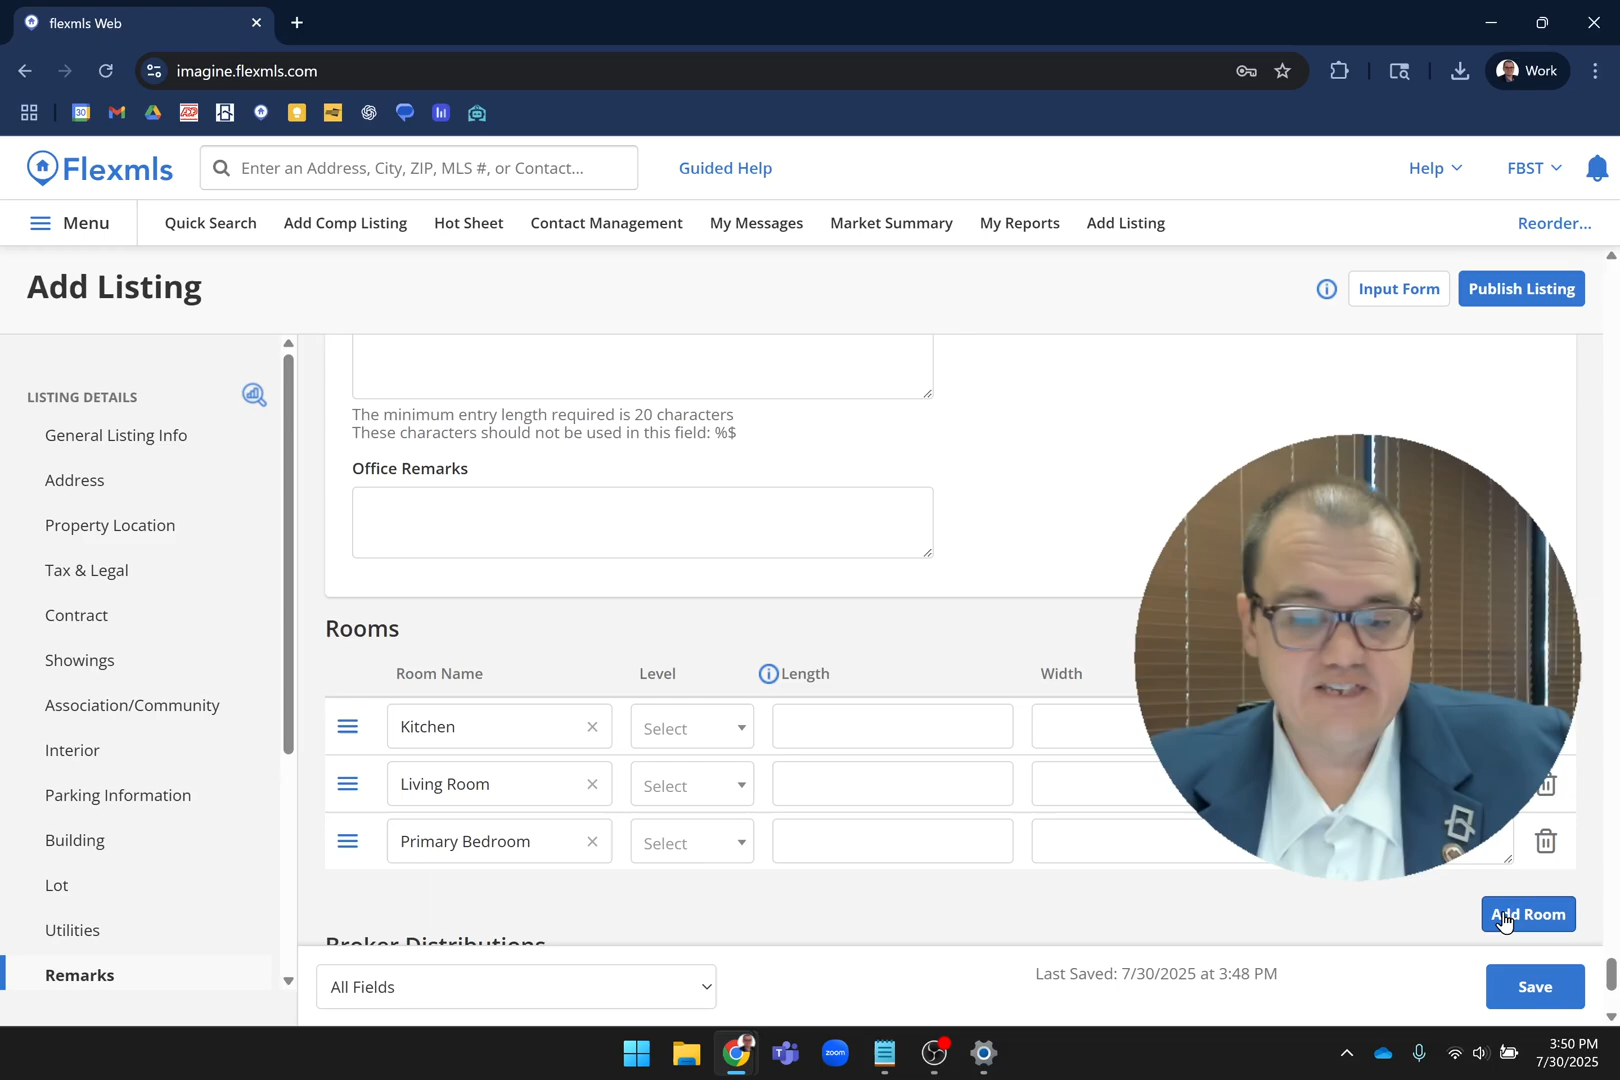 flexmls Web
imagine.flexmls.com
Work
30
Flexmls
Enter an Address, City, ZIP, MLS #, or Contact...
Guided Help
Help
FBST
Menu
Quick Search
Add Comp Listing
Hot Sheet
Contact Management
My Messages
Market Summary
My Reports
Add Listing
Reorder...
Add Listing
Input Form
Publish Listing
LISTING DETAILS
General Listing Info
Address
Property Location
Tax & Legal
Contract
Showings
Association/Community
Interior
Parking Information
Building
Lot
Utilities
Remarks
The minimum entry length required is 20 characters
These characters should not be used in this field: %$
Office Remarks
Rooms
Room Name
Level
Length
Width
Kitchen
Select
Living Room
Select
Primary Bedroom
Select
Add Room
Broker Distributions
All Fields
Last Saved: 7/30/2025 at 3:48 PM
Save
zoom
3:50 PM
7/30/2025